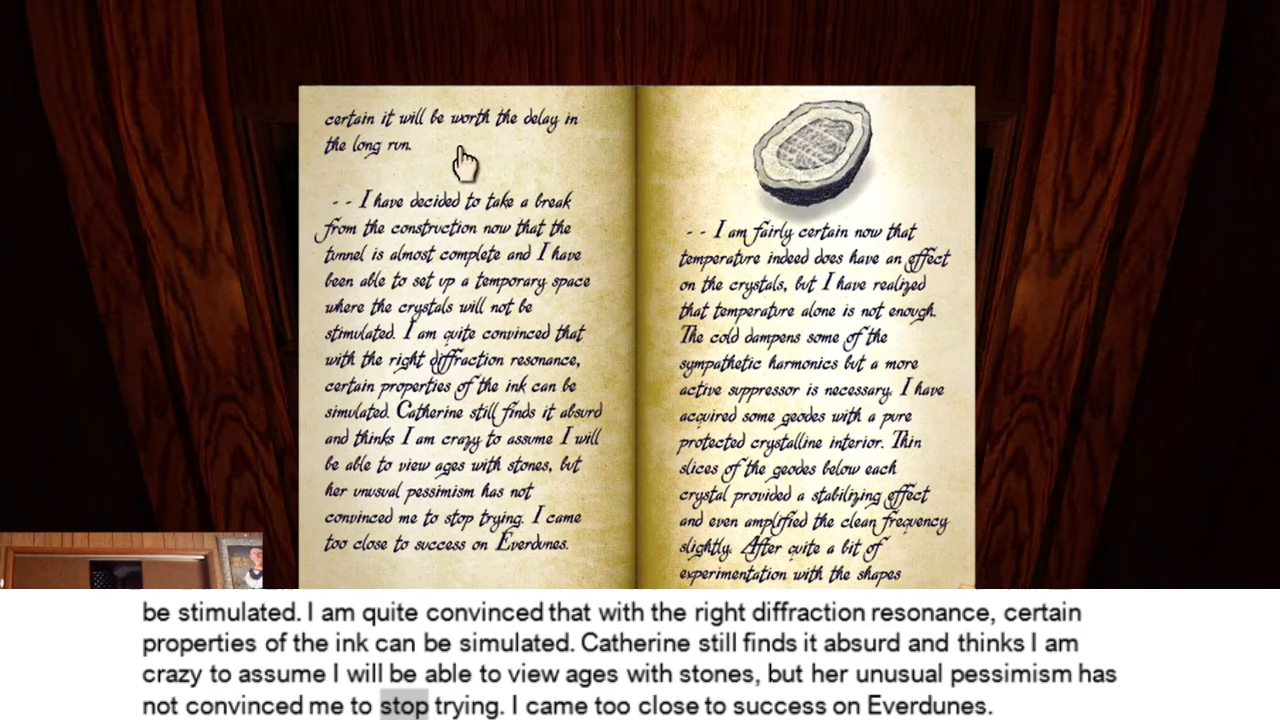 certain it will be worth the delay in
the long run.
- - I have decided to take a break
from the construction now that the
tunnel is almost complete and I have
been able to set up a temporary space
where the crystals will not be
stimulated. I am quite convinced that
with the right diffraction resonance,
certain properties of the ink can be
simulated. Catherine still finds it absurd
and thinks I am crazy to assume I will
be able to view ages with stones, but
her unusual pessimism has not
convinced me to stop trying. I came
too close to success on Everdunes.
- - I am fairly certain now that
temperature indeed does have an effect
on the crystals, but I have realized
that temperature alone is not enough.
The cold dampens some of the
sympathetic harmonics but a more
active suppressor is necessary. I have
acquired some geodes with a pure
protected crystalline interior. Thin
slices of the geodes below each
crystal provided a stabilizing effect
and even amplified the clean frequency
slightly. After quite a bit of
experimentation with the shapes
be stimulated. I am quite convinced that with the right diffraction resonance, certain
properties of the ink can be simulated. Catherine still finds it absurd and thinks I am
crazy to assume I will be able to view ages with stones, but her unusual pessimism has
not convinced me to stop trying. I came too close to success on Everdunes.